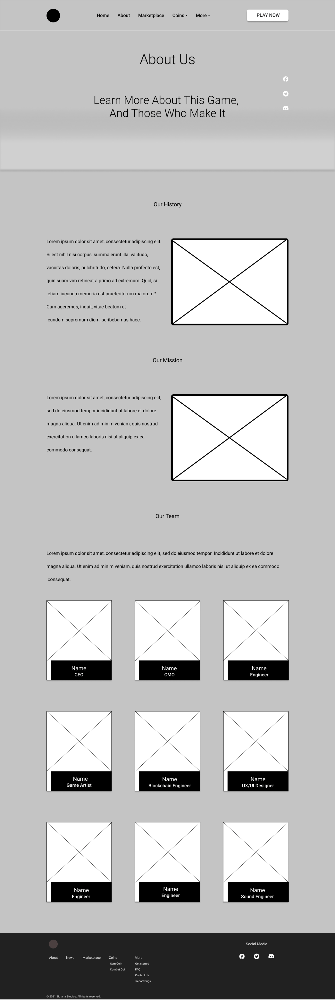 Home About Marketplace Coins ▾ More ▾ PLAY NOW
About Us
Learn More About This Game,
And Those Who Make It
Our History
Lorem ipsum dolor sit amet, consectetur adipiscing elit.
Si est nihil nisi corpus, summa erunt illa: valitudo,
vacuitas doloris, pulchritudo, cetera. Nulla profecto est,
quin suam vim retineat a primo ad extremum. Quid, si
etiam iucunda memoria est praeteritorum malorum?
Cum ageremus, inquit, vitae beatum et
eundem supremum diem, scribebamus haec.
Our Mission
Lorem ipsum dolor sit amet, consectetur adipiscing elit,
sed do eiusmod tempor incididunt ut labore et dolore
magna aliqua. Ut enim ad minim veniam, quis nostrud
exercitation ullamco laboris nisi ut aliquip ex ea
commodo consequat.
Our Team
Lorem ipsum dolor sit amet, consectetur adipiscing elit, sed do eiusmod tempor Incididunt ut labore et dolore
magna aliqua. Ut enim ad minim veniam, quis nostrud exercitation ullamco laboris nisi ut aliquip ex ea commodo
consequat.
Name
CEO
Name
CMO
Name
Engineer
Name
Game Artist
Name
Blockchain Engineer
Name
UX/UI Designer
Name
Engineer
Name
Engineer
Name
Sound Engineer
Social Media
About News Marketplace Coins More
Gym Coin Get started
Combat Coin FAQ
Contact Us
Report Bugs
© 2021 Sitnalta Studios. All rights reserved.